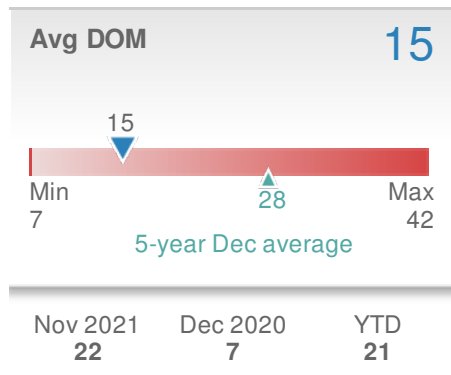 Avg DOM 15
15
Min 28 Max
7 42
5-year Dec average
Nov 2021 Dec 2020 YTD
22 7 21